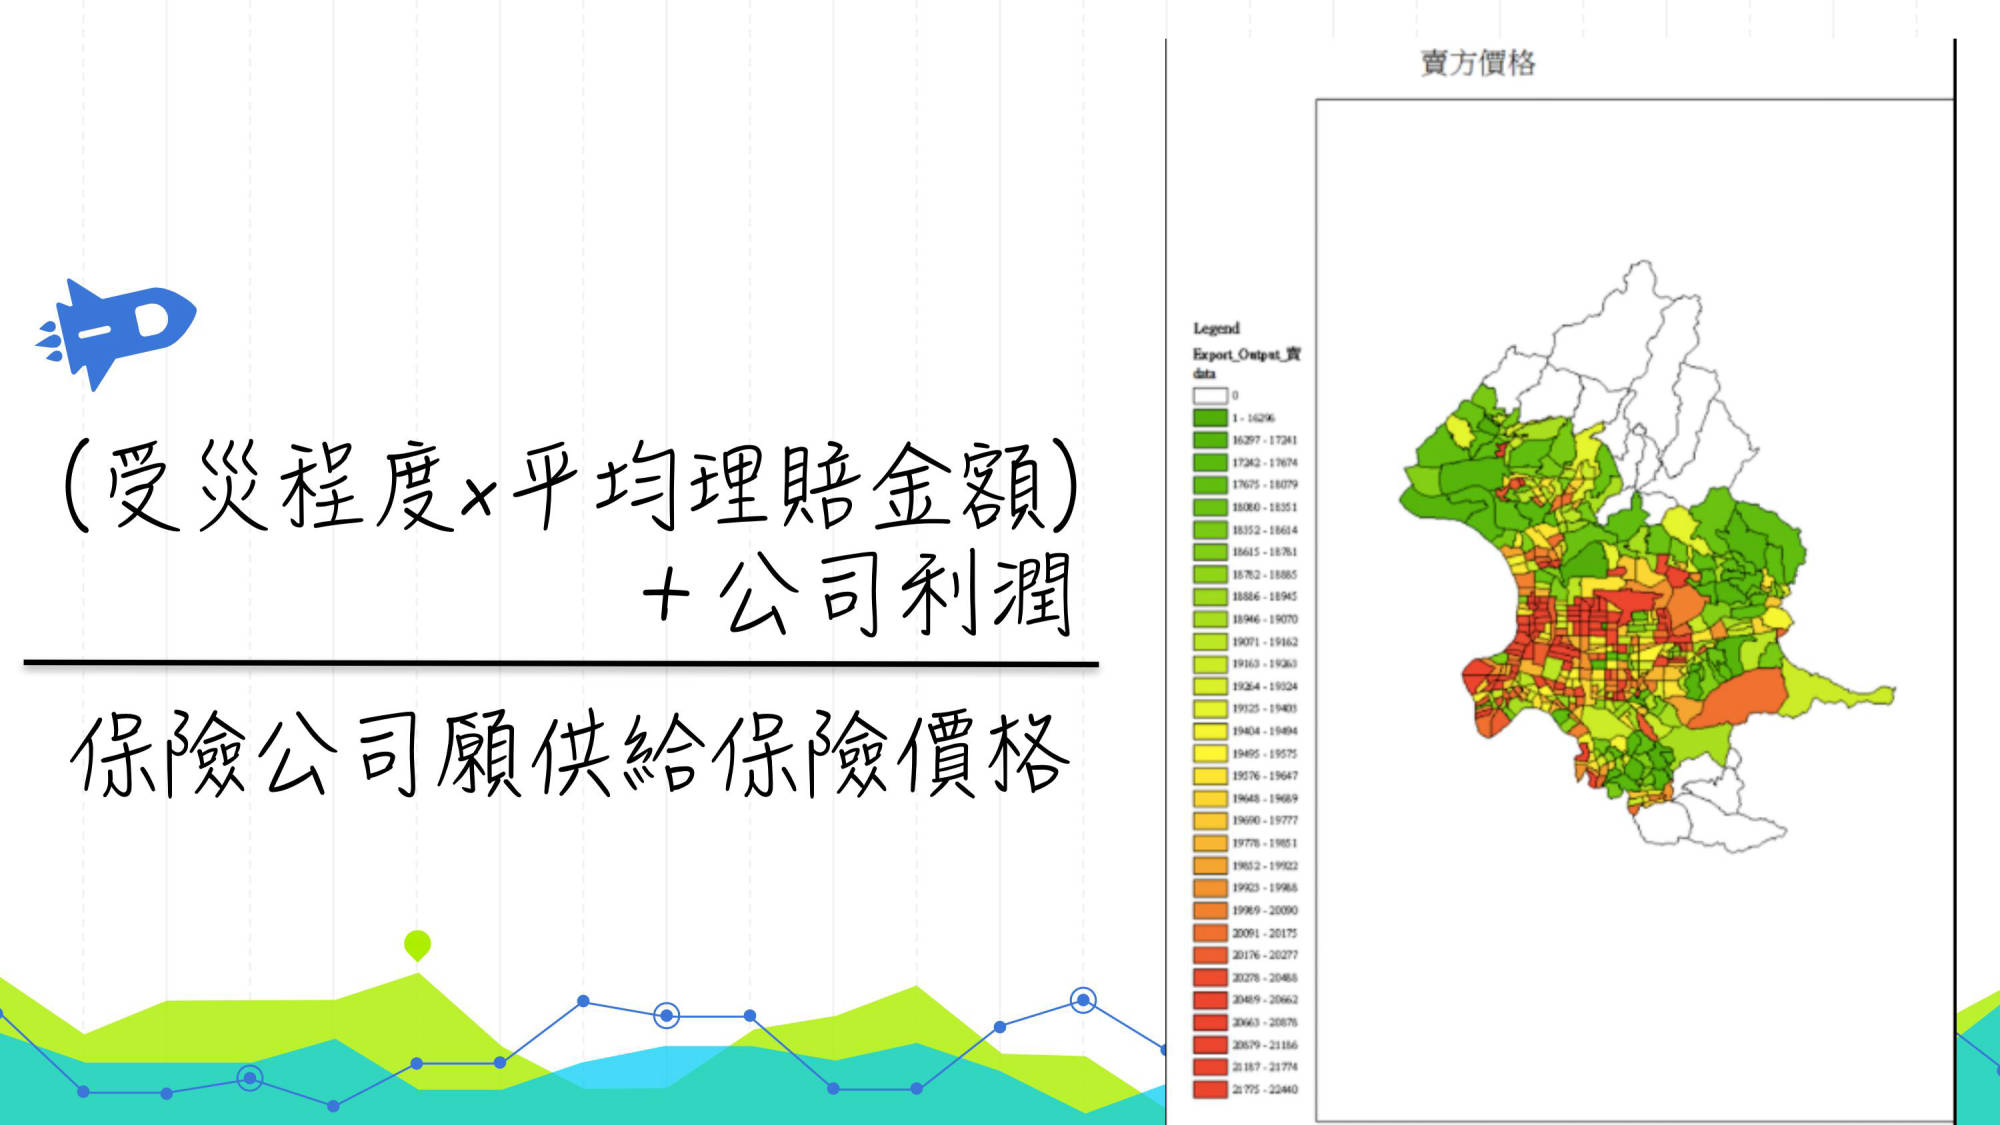 (受災程度x平均理賠金額)
+公司利潤
保險公司願供給保險價格
賣方價格
Legend
Export_Output_賣
data
0
1 - 16296
16297 - 17241
17242 - 17674
17675 - 18079
18080 - 18351
18352 - 18614
18615 - 18781
18782 - 18885
18886 - 18945
18946 - 19070
19071 - 19162
19163 - 19263
19264 - 19324
19325 - 19403
19404 - 19494
19495 - 19575
19576 - 19647
19648 - 19689
19690 - 19777
19778 - 19851
19852 - 19922
19923 - 19988
19989 - 20090
20091 - 20175
20176 - 20277
20278 - 20488
20489 - 20662
20663 - 20878
20879 - 21186
21187 - 21774
21775 - 22440